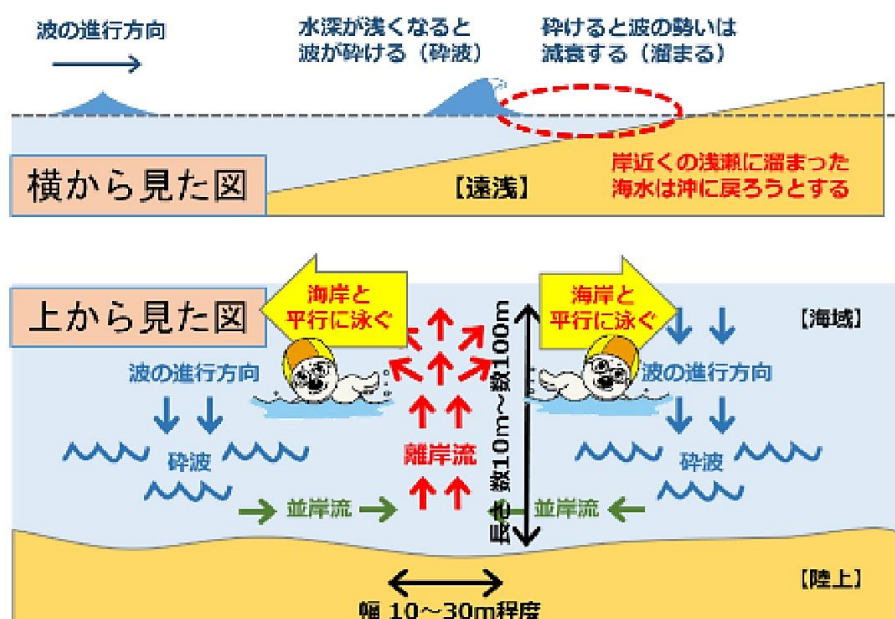 波の進行方向
水深が浅くなると
波が砕ける（砕波）
砕けると波の勢いは
減衰する（溜まる）
横から見た図
【遠浅】
岸近くの浅瀬に溜まった
海水は沖に戻ろうとする
上から見た図
海岸と
平行に泳ぐ
海岸と
平行に泳ぐ
【海域】
波の進行方向
波の進行方向
砕波
離岸流
長さ 数10m～数100m
砕波
並岸流
並岸流
【陸上】
幅 10～30m程度